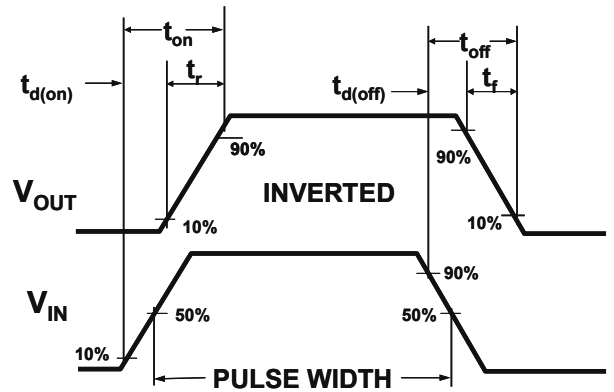 t_on
t_off
t_d(on)
t_r
t_d(off)
t_f
90%
90%
V_OUT
INVERTED
10%
10%
90%
V_IN
50%
50%
10%
PULSE WIDTH